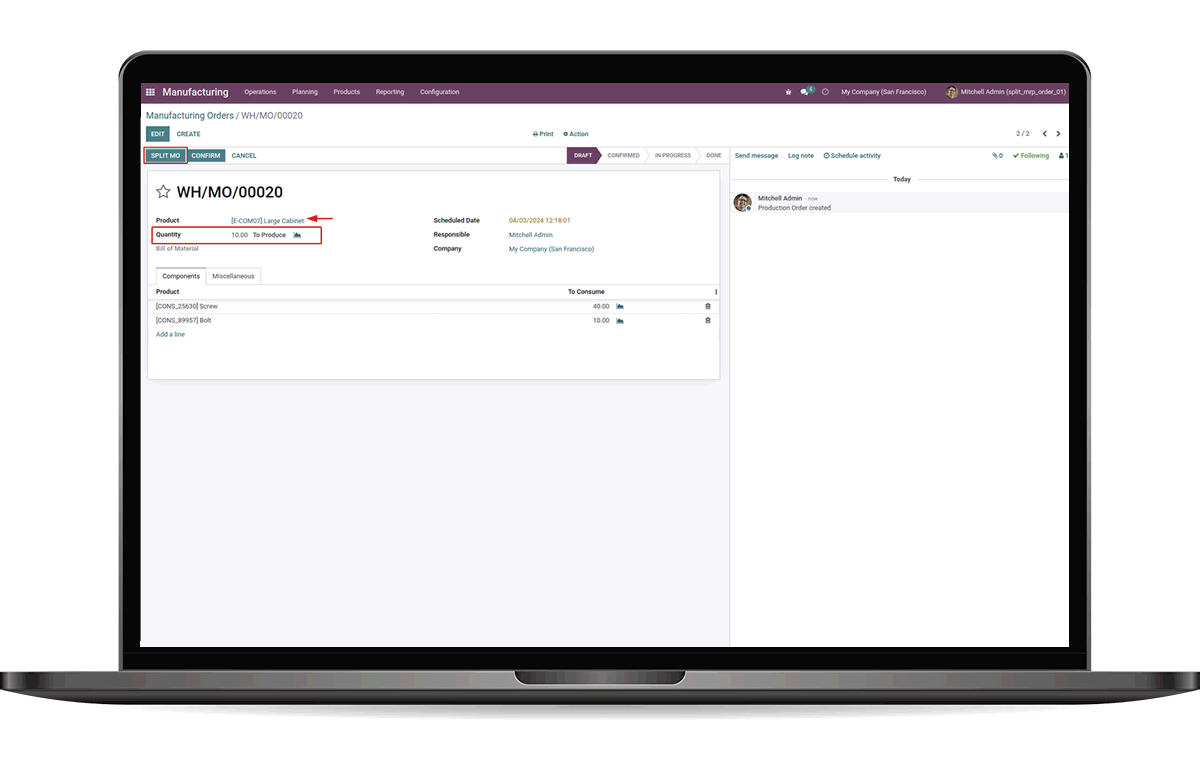 Manufacturing Operations Planning Products Reporting Configuration 6 My Company (San Francisco) Mitchell Admin (split_mrp_order_01)
Manufacturing Orders / WH/MO/00020
EDIT CREATE Print Action 2 / 2
SPLIT MO CONFIRM CANCEL DRAFT CONFIRMED IN PROGRESS DONE Send message Log note Schedule activity 0 Following 1
Today
WH/MO/00020
Mitchell Admin - now
Production Order created
Product [E-COM07] Large Cabinet Scheduled Date 04/03/2024 12:18:01
Quantity 10.00 To Produce Responsible Mitchell Admin
Bill of Material Company My Company (San Francisco)
Components Miscellaneous
Product To Consume
[CONS_25630] Screw 40.00
[CONS_89957] Bolt 10.00
Add a line